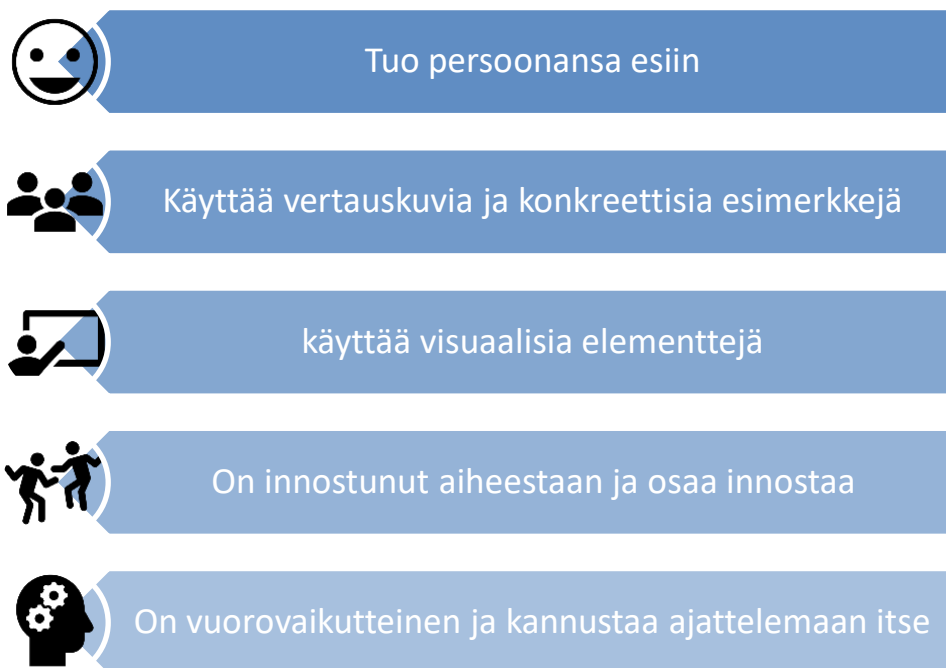 Tuo persoonansa esiin
Käyttää vertauskuvia ja konkreettisia esimerkkejä
käyttää visuaalisia elementtejä
On innostunut aiheestaan ja osaa innostaa
On vuorovaikutteinen ja kannustaa ajattelemaan itse